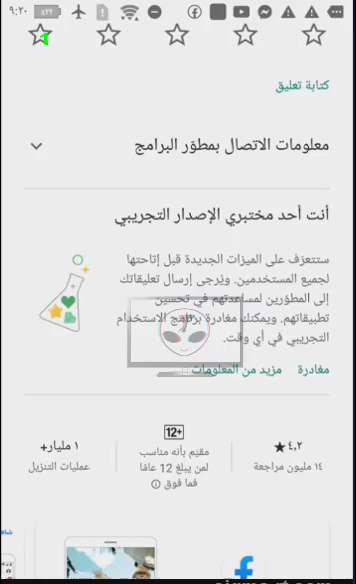 ٩:٢٠
٪٢٢
كتابة تعليق
معلومات الاتصال بمطوّر البرامج
أنت أحد مختبري الإصدار التجريبي
ستتعرف على الميزات الجديدة قبل إتاحتها
لجميع المستخدمين. ويُرجى إرسال تعليقاتك
إلى المطورين لمساعدتهم في تحسين
تطبيقاتهم. ويمكنك مغادرة برنامج الاستخدام
التجريبي في أي وقت.
مغادرة مزيد من المعلومات
٤,٢★
١٤ مليون مراجعة
12+
مقيّم بأنه مناسب
لمن يبلغ 12 عامًا
فما فوق
١ مليار+
عمليات التنزيل